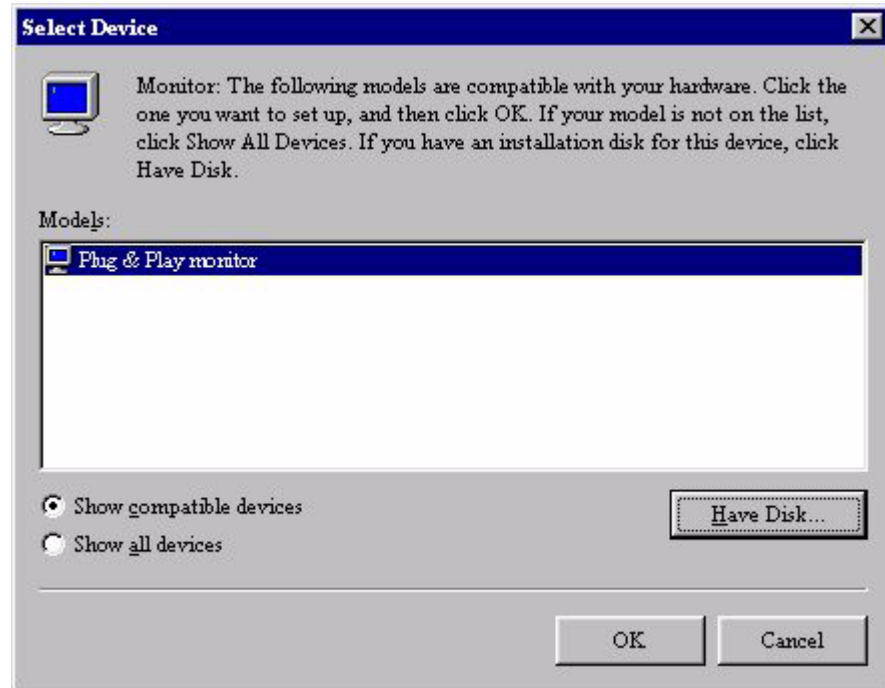 Select Device
Monitor: The following models are compatible with your hardware. Click the
one you want to set up, and then click OK. If your model is not on the list,
click Show All Devices. If you have an installation disk for this device, click
Have Disk.
Models:
Plug & Play monitor
Show compatible devices
Have Disk...
Show all devices
OK
Cancel